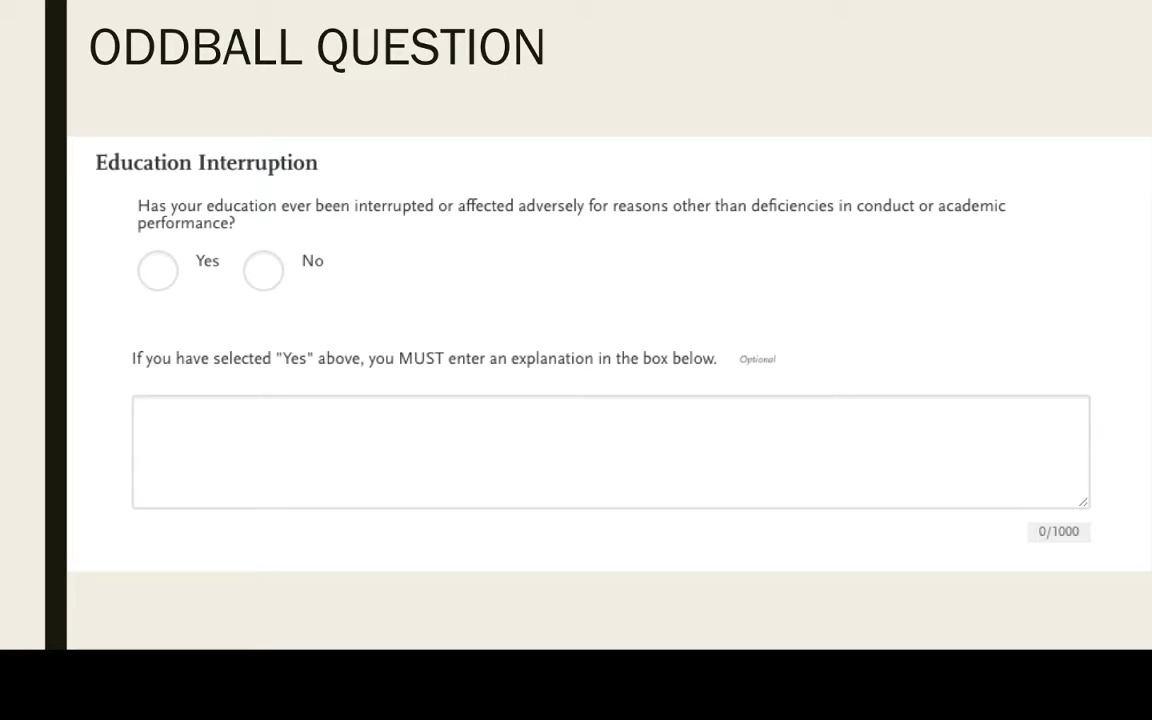 ODDBALL QUESTION
Education Interruption
Has your education ever been interrupted or affected adversely for reasons other than deficiencies in conduct or academic
performance?
Yes No
If you have selected "Yes" above, you MUST enter an explanation in the box below. Optional
0/1000